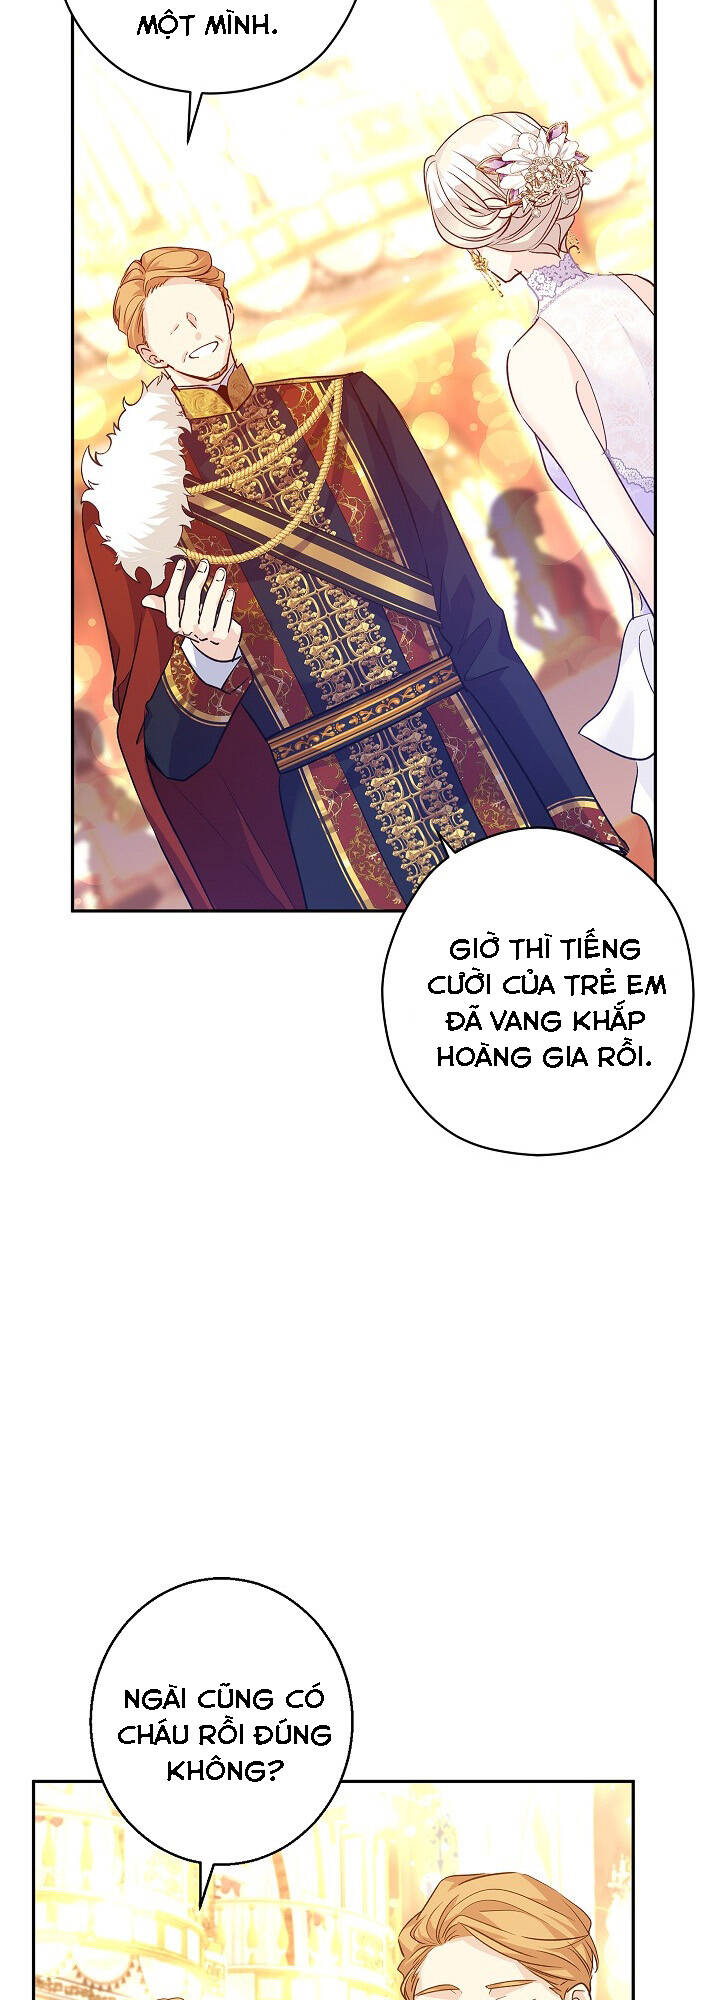 MỘT MÌNH.
GIỜ THÌ TIẾNG
CƯỜI CỦA TRẺ EM
ĐÃ VANG KHẮP
HOÀNG GIA RỒI.
NGÀI CŨNG CÓ
CHÁU RỒI ĐÚNG
KHÔNG?